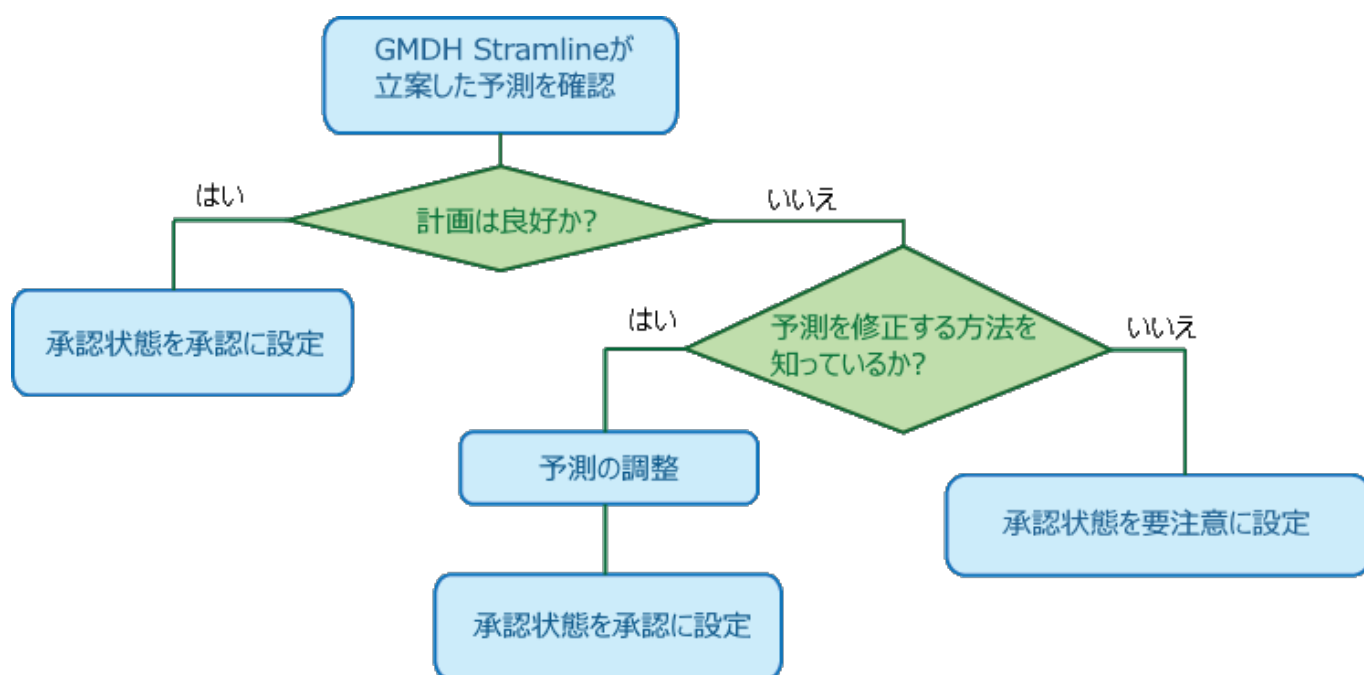 GMDH Stramlineが
立案した予測を確認
はい
計画は良好か?
いいえ
承認状態を承認に設定
はい
予測を修正する方法を
知っているか?
いいえ
予測の調整
承認状態を要注意に設定
承認状態を承認に設定